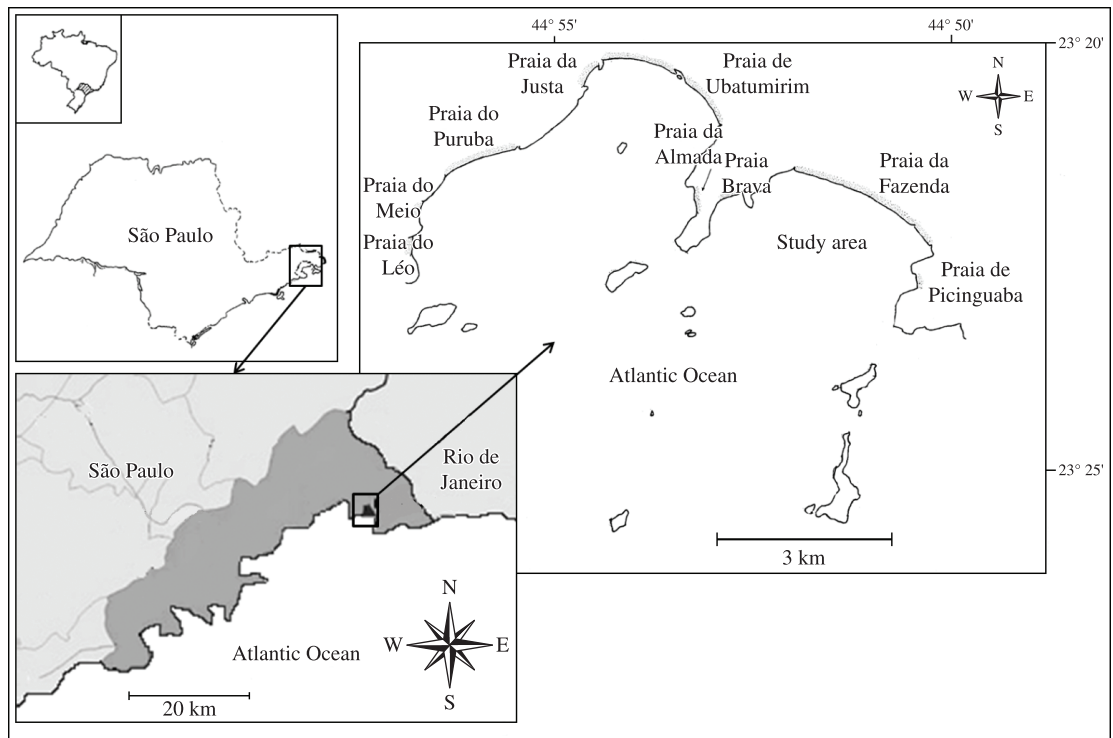 44° 55'
44° 50'
23° 20'
Praia da
Justa
Praia de
Ubatumirim
N
W
E
S
Praia do
Puruba
Praia da
Almada
Praia
Brava
Praia da
Fazenda
Praia do
Meio
Praia do
Léo
Study area
Praia de
Picinguaba
Atlantic Ocean
23° 25'
3 km
São Paulo
São Paulo
Rio de
Janeiro
Atlantic Ocean
N
W
E
S
20 km